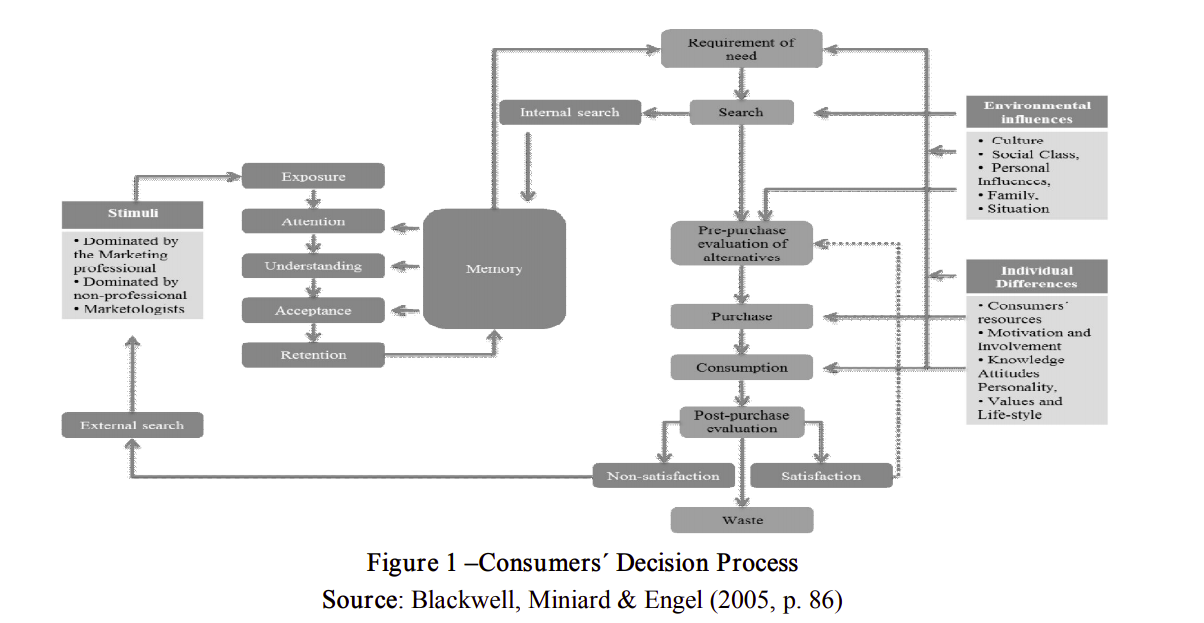 Requirement of
need
Internal search
Search
Environmental
influences
• Culture
• Social Class,
• Personal
Influences,
• Family,
• Situation
Exposure
Attention
Understanding
Acceptance
Retention
Stimuli
• Dominated by
the Marketing
professional
• Dominated by
non-professional
• Marketologists
Memory
Pre-purchase
evaluation of
alternatives
Individual
Differences
• Consumers´
resources
• Motivation and
Involvement
• Knowledge
Attitudes
Personality,
• Values and
Life-style
Purchase
Consumption
Post-purchase
evaluation
External search
Non-satisfaction
Satisfaction
Waste
Figure 1 –Consumers´ Decision Process
Source: Blackwell, Miniard & Engel (2005, p. 86)